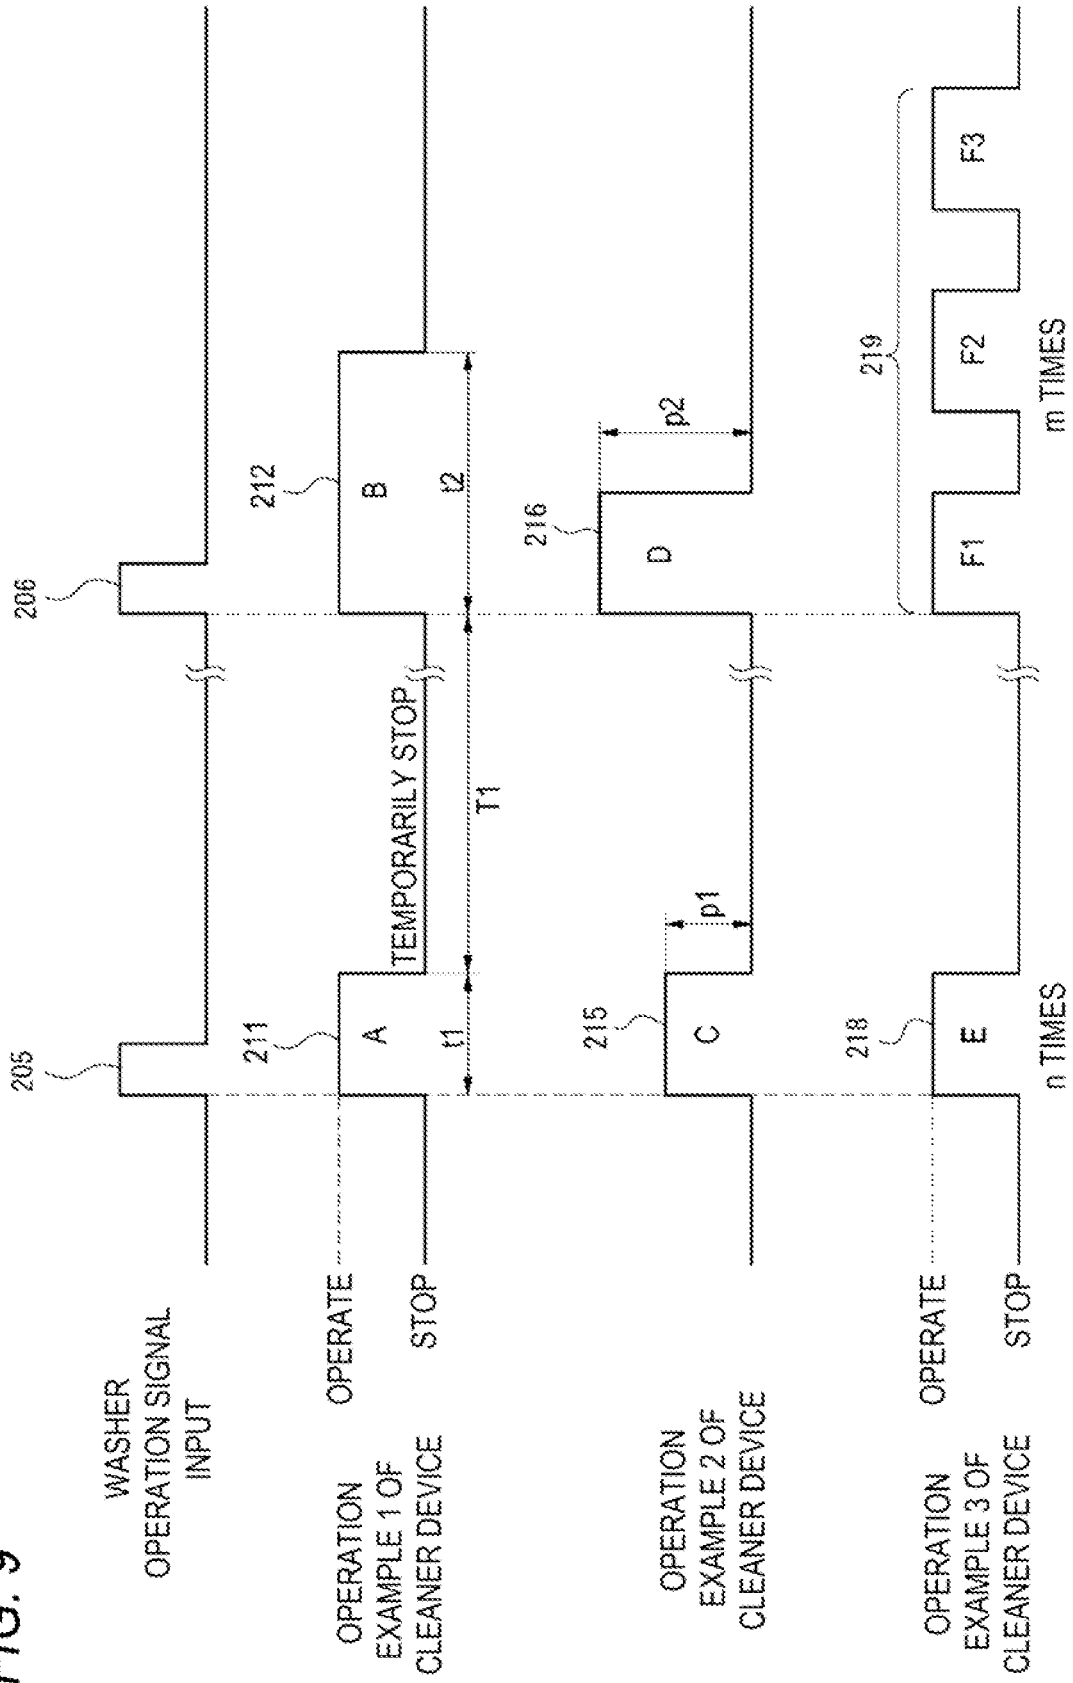 FIG. 9
WASHER
OPERATION SIGNAL
INPUT
205
206
OPERATION
EXAMPLE 1 OF
CLEANER DEVICE
OPERATE
STOP
211
A
t1
TEMPORARILY STOP
T1
212
B
t2
OPERATION
EXAMPLE 2 OF
CLEANER DEVICE
215
C
p1
216
D
p2
OPERATION
EXAMPLE 3 OF
CLEANER DEVICE
OPERATE
STOP
218
E
n TIMES
219
F1
F2
F3
m TIMES